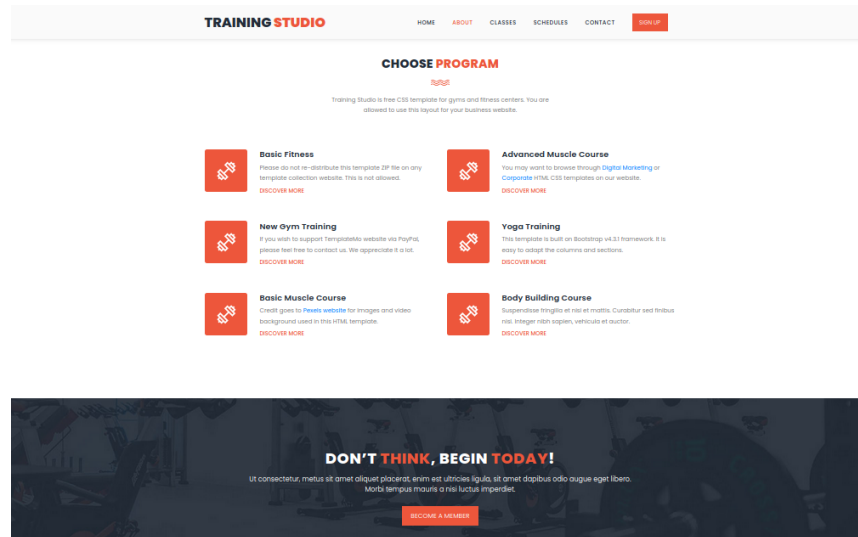 TRAINING STUDIO
HOME ABOUT CLASSES SCHEDULES CONTACT SIGN UP
CHOOSE PROGRAM
Training Studio is free CSS template for gyms and fitness centers. You are
allowed to use this layout for your business website.
Basic Fitness
Please do not re-distribute this template ZIP file on any
template collection website. This is not allowed.
DISCOVER MORE
Advanced Muscle Course
You may want to browse through Digital Marketing or
Corporate HTML CSS templates on our website.
DISCOVER MORE
New Gym Training
If you wish to support TemplateMo website via PayPal,
please feel free to contact us. We appreciate it a lot.
DISCOVER MORE
Yoga Training
This template is built on Bootstrap v4.3.1 framework. It is
easy to adapt the columns and sections.
DISCOVER MORE
Basic Muscle Course
Credit goes to Pexels website for images and video
background used in this HTML template.
DISCOVER MORE
Body Building Course
Suspendisse fringilla et nisi et mattis. Curabitur sed finibus
nisi. Integer nibh sapien, vehicula et auctor.
DISCOVER MORE
DON'T THINK, BEGIN TODAY!
Ut consectetur, metus sit amet aliquet placerat, enim est ultricies ligula, sit amet dapibus odio augue eget libero.
Morbi tempus mauris a nisi luctus imperdiet.
BECOME A MEMBER